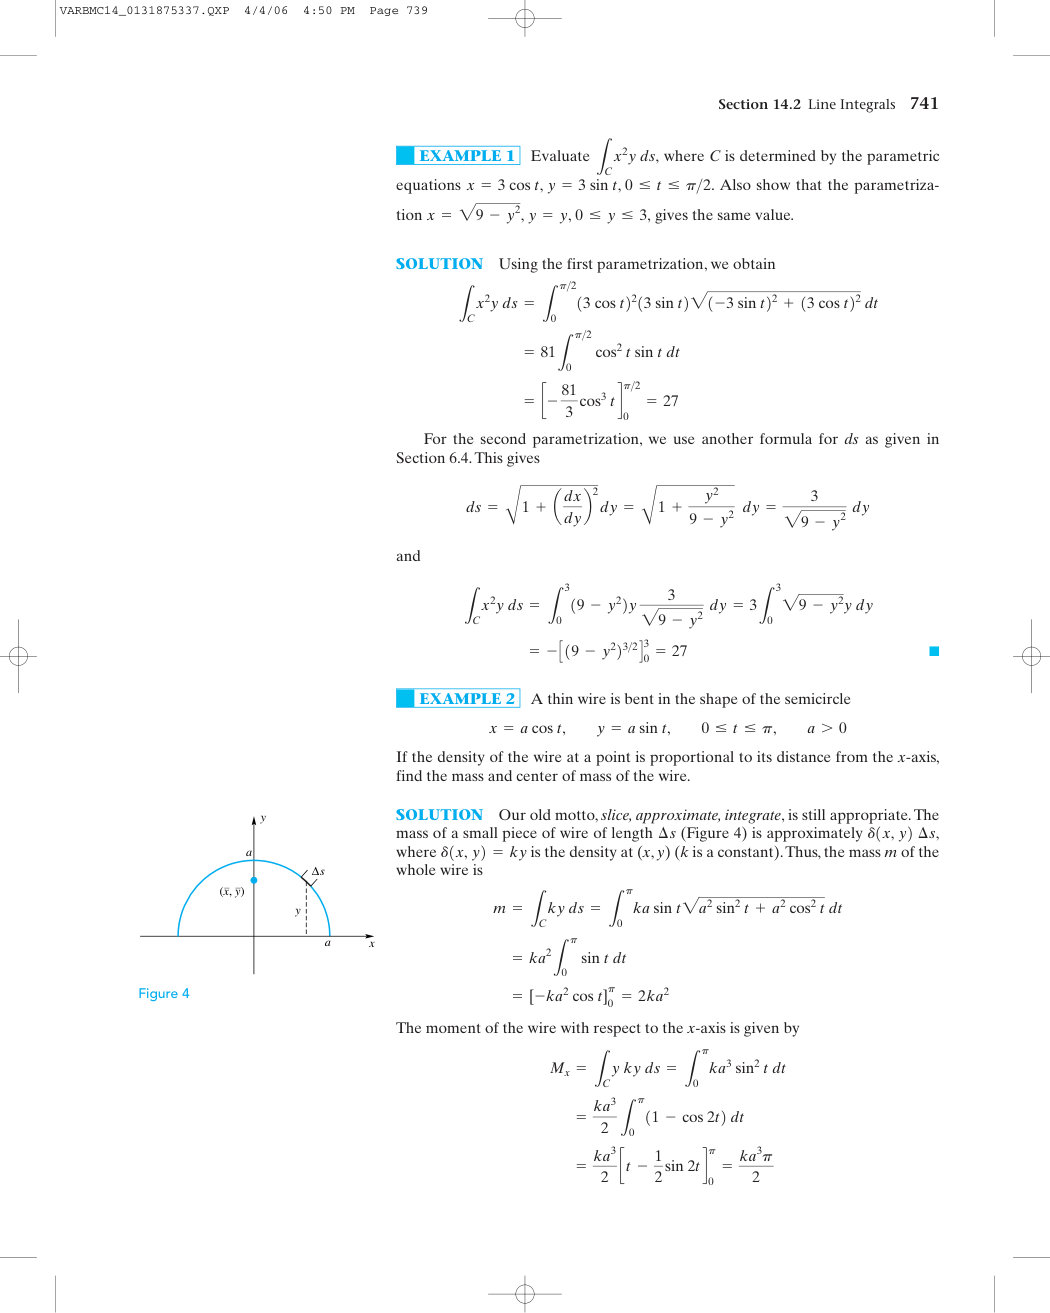 VARBMC14_0131875337.QXP 4/4/06 4:50 PM Page 739
Section 14.2 Line Integrals 741
EXAMPLE 1 Evaluate ∫_C x²y ds, where C is determined by the parametric
equations x = 3 cos t, y = 3 sin t, 0 ≤ t ≤ π/2. Also show that the parametriza-
tion x = √(9 − y²), y = y, 0 ≤ y ≤ 3, gives the same value.
SOLUTION Using the first parametrization, we obtain
∫_C x²y ds = ∫_0^{π/2} (3 cos t)²(3 sin t)√((−3 sin t)² + (3 cos t)²) dt
= 81 ∫_0^{π/2} cos² t sin t dt
= [−81/3 cos³ t]_0^{π/2} = 27
For the second parametrization, we use another formula for ds as given in
Section 6.4. This gives
ds = √(1 + (dx/dy)²) dy = √(1 + y²/(9 − y²)) dy = 3/√(9 − y²) dy
and
∫_C x²y ds = ∫_0^3 (9 − y²)y 3/√(9 − y²) dy = 3 ∫_0^3 √(9 − y²) y dy
= −[(9 − y²)^{3/2}]_0^3 = 27
EXAMPLE 2 A thin wire is bent in the shape of the semicircle
x = a cos t, y = a sin t, 0 ≤ t ≤ π, a > 0
If the density of the wire at a point is proportional to its distance from the x-axis,
find the mass and center of mass of the wire.
SOLUTION Our old motto, slice, approximate, integrate, is still appropriate. The
mass of a small piece of wire of length Δs (Figure 4) is approximately δ(x, y) Δs,
where δ(x, y) = ky is the density at (x, y) (k is a constant). Thus, the mass m of the
whole wire is
m = ∫_C ky ds = ∫_0^π ka sin t√(a² sin² t + a² cos² t) dt
= ka² ∫_0^π sin t dt
= [−ka² cos t]_0^π = 2ka²
The moment of the wire with respect to the x-axis is given by
M_x = ∫_C y ky ds = ∫_0^π ka³ sin² t dt
= ka³/2 ∫_0^π (1 − cos 2t) dt
= ka³/2 [t − 1/2 sin 2t]_0^π = ka³π/2
y
a
Δs
(x̄, ȳ)
y
a
x
Figure 4